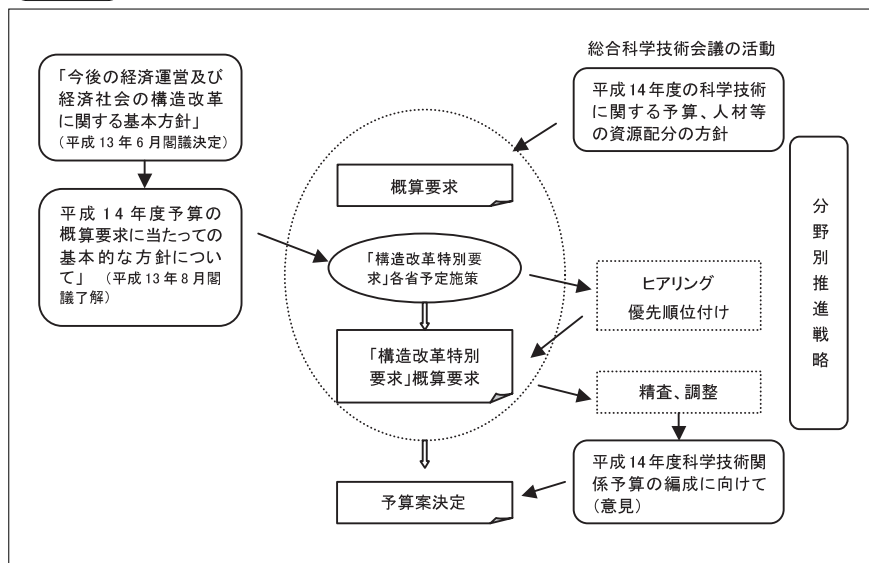 「今後の経済運営及び
経済社会の構造改革
に関する基本方針」
(平成13年6月閣議決定)
平成14年度予算の
概算要求に当たっての
基本的な方針につい
て」(平成13年8月閣
議了解)
概算要求
「構造改革特別要
求」各省予定施策
「構造改革特別
要求」概算要求
予算案決定
総合科学技術会議の活動
平成14年度の科学技術
に関する予算、人材等
の資源配分の方針
ヒアリング
優先順位付け
精査、調整
平成14年度科学技術関
係予算の編成に向けて
(意見)
分野別推進戦略